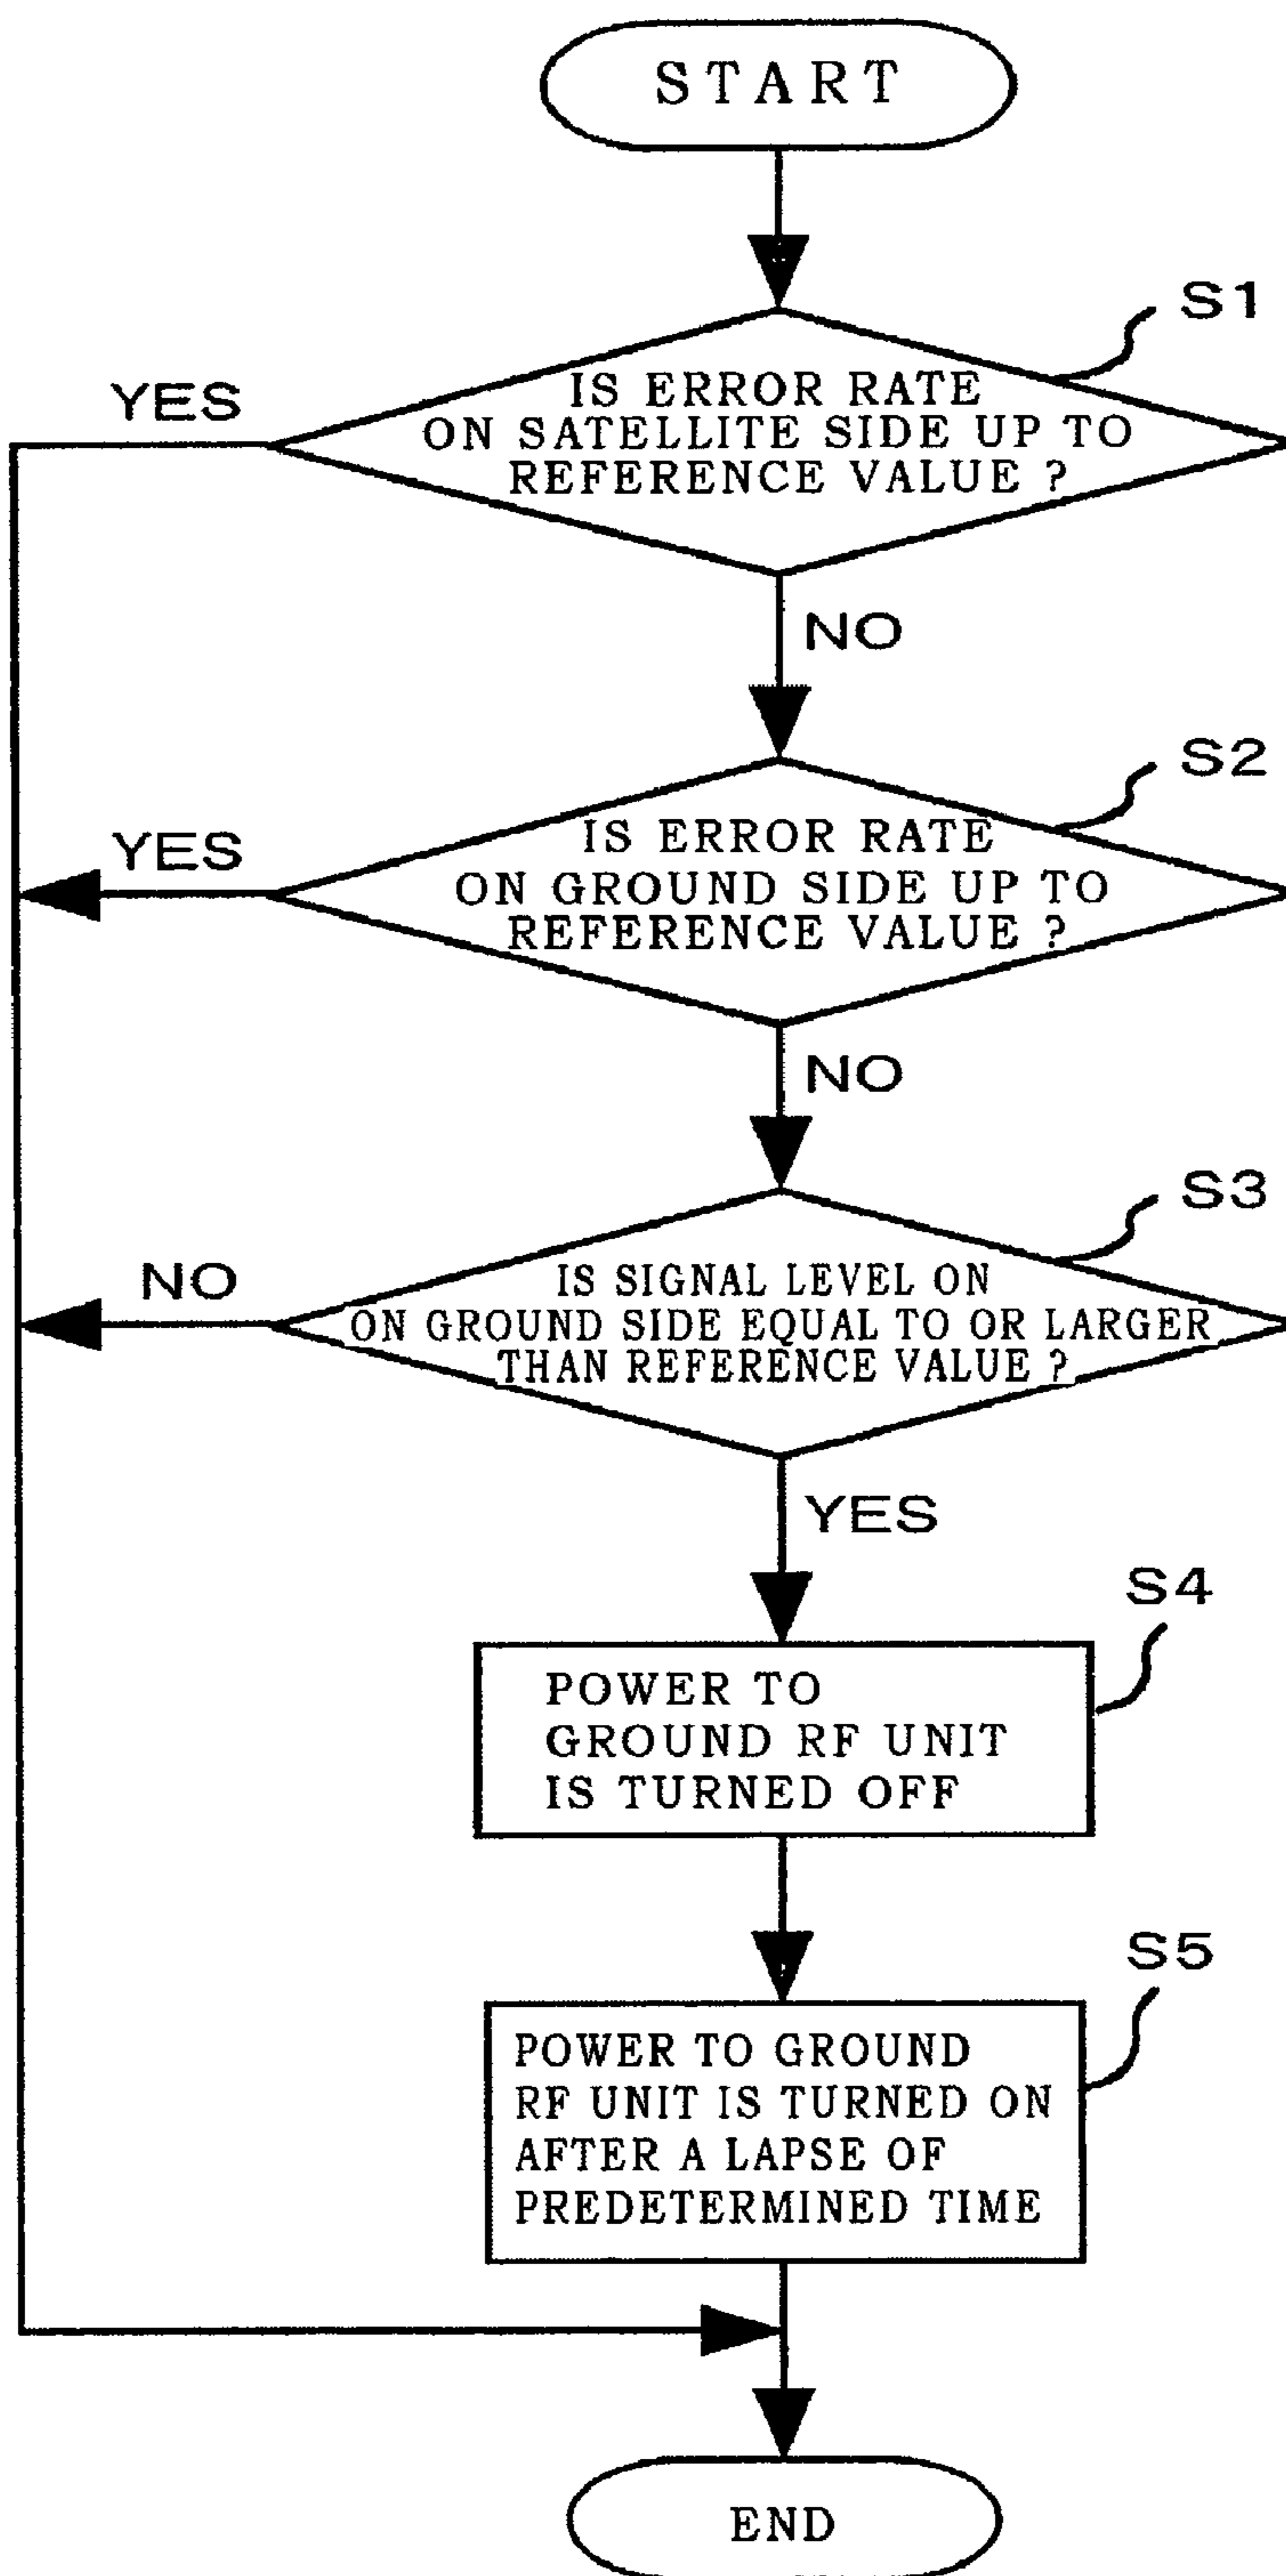 START
S1
YES
IS ERROR RATE
ON SATELLITE SIDE UP TO
REFERENCE VALUE ?
NO
S2
YES
IS ERROR RATE
ON GROUND SIDE UP TO
REFERENCE VALUE ?
NO
S3
NO
IS SIGNAL LEVEL ON
ON GROUND SIDE EQUAL TO OR LARGER
THAN REFERENCE VALUE ?
YES
S4
POWER TO
GROUND RF UNIT
IS TURNED OFF
S5
POWER TO GROUND
RF UNIT IS TURNED ON
AFTER A LAPSE OF
PREDETERMINED TIME
END